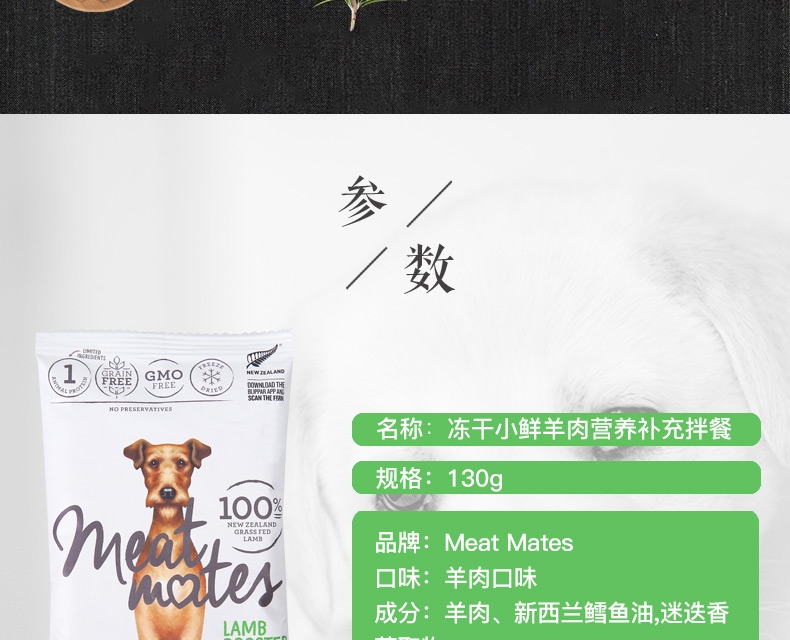 参
数
LIMITED INGREDIENTS
1
ANIMAL PROTEIN
GRAIN FREE
GMO FREE
FREEZE DRIED
NEW ZEALAND
DOWNLOAD THE
BLIPPAR APP AND
SCAN THE FERN
NO PRESERVATIVES
100%
NEW ZEALAND
GRASS FED
LAMB
Meat
mates
LAMB
名称：冻干小鲜羊肉营养补充拌餐
规格：130g
品牌：Meat Mates
口味：羊肉口味
成分：羊肉、新西兰鳕鱼油,迷迭香